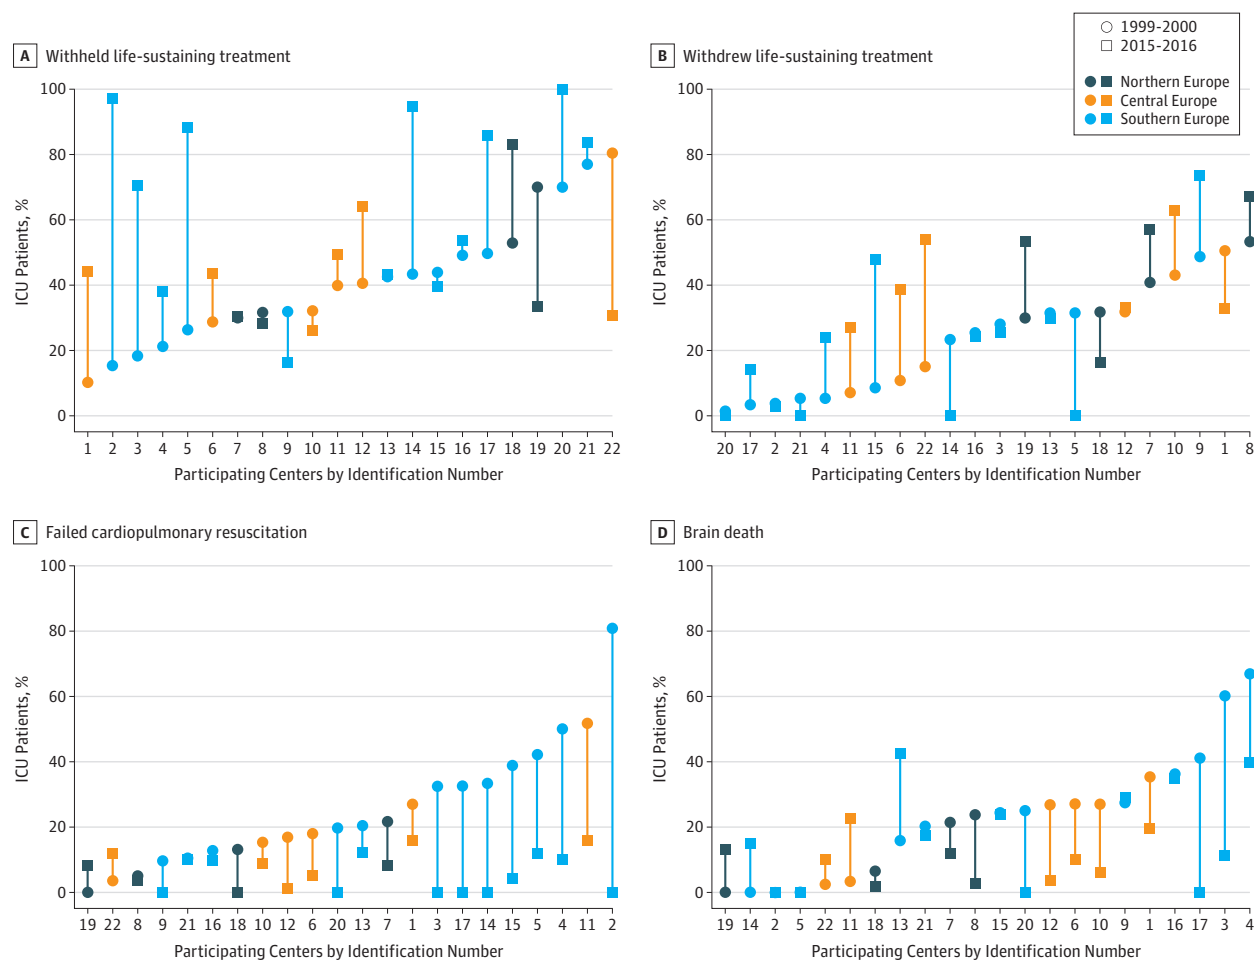 1999-2000
2015-2016
Northern Europe
Central Europe
Southern Europe
A Withheld life-sustaining treatment
100
80
60
40
20
0
ICU Patients, %
1 2 3 4 5 6 7 8 9 10 11 12 13 14 15 16 17 18 19 20 21 22
Participating Centers by Identification Number
B Withdrew life-sustaining treatment
100
80
60
40
20
0
ICU Patients, %
20 17 2 21 4 11 15 6 22 14 16 3 19 13 5 18 12 7 10 9 1 8
Participating Centers by Identification Number
C Failed cardiopulmonary resuscitation
100
80
60
40
20
0
ICU Patients, %
19 22 8 9 21 16 18 10 12 6 20 13 7 1 3 17 14 15 5 4 11 2
Participating Centers by Identification Number
D Brain death
100
80
60
40
20
0
ICU Patients, %
19 14 2 5 22 11 18 13 21 7 8 15 20 12 6 10 9 1 16 17 3 4
Participating Centers by Identification Number